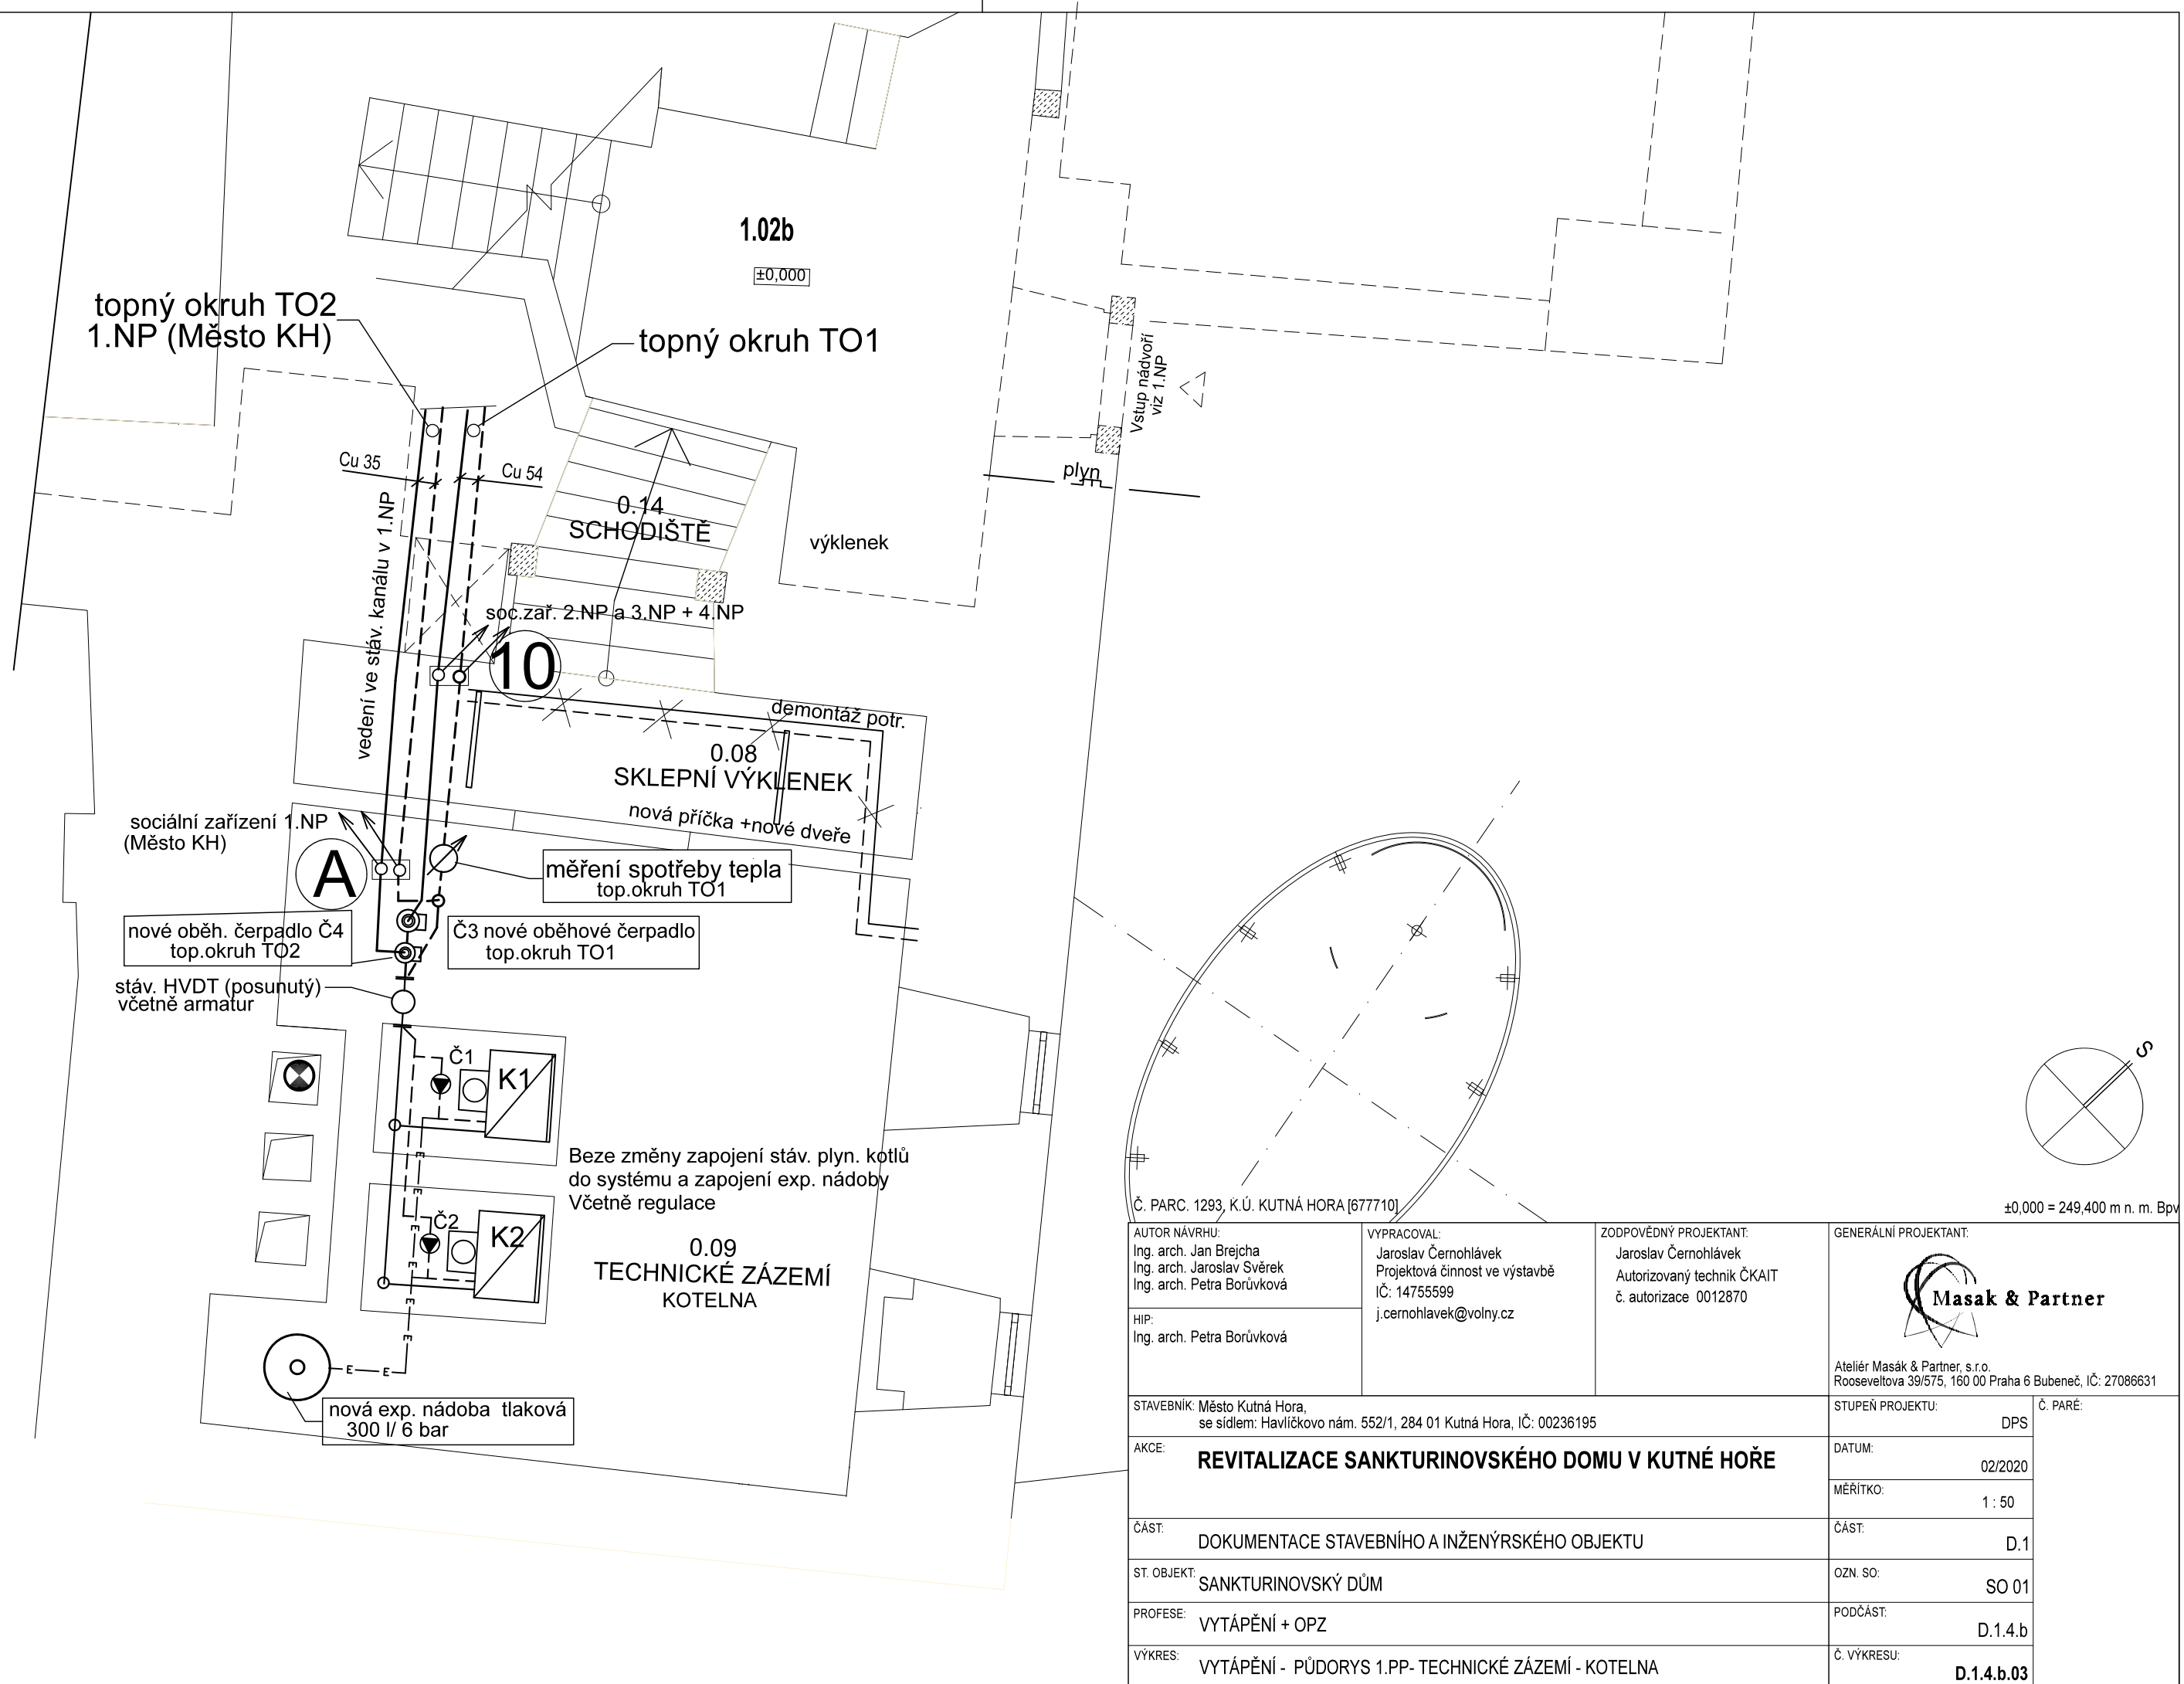 1.02b
±0,000
topný okruh TO2
1.NP (Město KH)
topný okruh TO1
Vstup nádvoří
viz 1.NP
plyn
Cu 35
Cu 54
0.14
SCHODIŠTĚ
výklenek
vedení ve stáv. kanálu v 1.NP
soc.zař. 2.NP a 3.NP + 4.NP
10
demontáž potr.
0.08
SKLEPNÍ VÝKLENEK
nová příčka +nové dveře
sociální zařízení 1.NP
(Město KH)
A
měření spotřeby tepla
top.okruh TO1
nové oběh. čerpadlo Č4
top.okruh TO2
Č3 nové oběhové čerpadlo
top.okruh TO1
stáv. HVDT (posunutý)
včetně armatur
Č1
K1
E
E
Beze změny zapojení stáv. plyn. kotlů
do systému a zapojení exp. nádoby
Včetně regulace
Č2
K2
E
E
E
E
0.09
TECHNICKÉ ZÁZEMÍ
KOTELNA
E
E
nová exp. nádoba tlaková
300 l/ 6 bar
S
Č. PARC. 1293, K.Ú. KUTNÁ HORA [677710]
±0,000 = 249,400 m n. m. Bpv
AUTOR NÁVRHU:
Ing. arch. Jan Brejcha
Ing. arch. Jaroslav Svěrek
Ing. arch. Petra Borůvková
HIP:
Ing. arch. Petra Borůvková
VYPRACOVAL:
Jaroslav Černohlávek
Projektová činnost ve výstavbě
IČ: 14755599
j.cernohlavek@volny.cz
ZODPOVĚDNÝ PROJEKTANT:
Jaroslav Černohlávek
Autorizovaný technik ČKAIT
č. autorizace 0012870
GENERÁLNÍ PROJEKTANT:
Masak & Partner
Ateliér Masák & Partner, s.r.o.
Rooseveltova 39/575, 160 00 Praha 6 Bubeneč, IČ: 27086631
STAVEBNÍK: Město Kutná Hora,
se sídlem: Havlíčkovo nám. 552/1, 284 01 Kutná Hora, IČ: 00236195
STUPEŇ PROJEKTU:
DPS
Č. PARÉ:
AKCE:
REVITALIZACE SANKTURINOVSKÉHO DOMU V KUTNÉ HOŘE
DATUM:
02/2020
MĚŘÍTKO:
1 : 50
ČÁST:
DOKUMENTACE STAVEBNÍHO A INŽENÝRSKÉHO OBJEKTU
ČÁST:
D.1
ST. OBJEKT:
SANKTURINOVSKÝ DŮM
OZN. SO:
SO 01
PROFESE:
VYTÁPĚNÍ + OPZ
PODČÁST:
D.1.4.b
VÝKRES:
VYTÁPĚNÍ - PŮDORYS 1.PP- TECHNICKÉ ZÁZEMÍ - KOTELNA
Č. VÝKRESU:
D.1.4.b.03